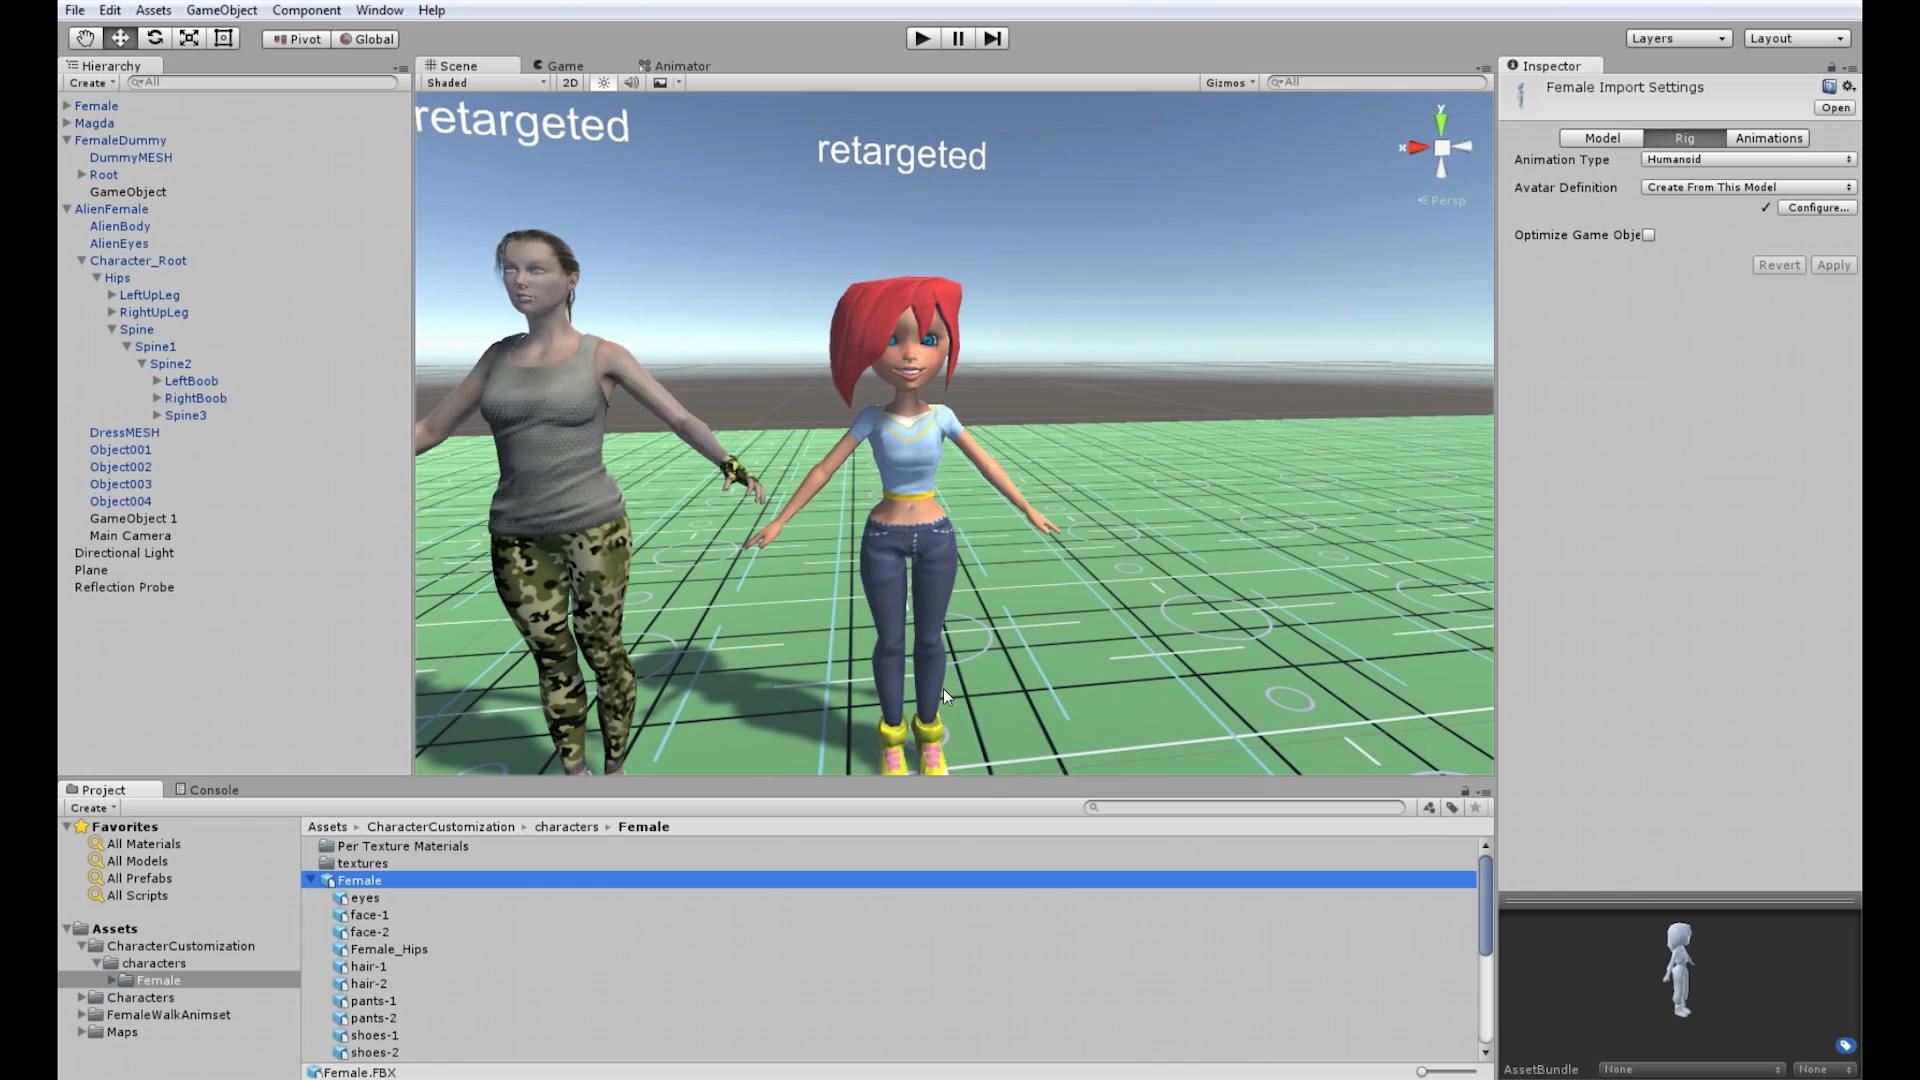 File Edit Assets GameObject Component Window Help
Pivot Global Layers Layout
Hierarchy
Create All
Female
Magda
FemaleDummy
DummyMESH
Root
GameObject
AlienFemale
AlienBody
AlienEyes
Character_Root
Hips
LeftUpLeg
RightUpLeg
Spine
Spine1
Spine2
LeftBoob
RightBoob
Spine3
DressMESH
Object001
Object002
Object003
Object004
GameObject 1
Main Camera
Directional Light
Plane
Reflection Probe
Scene Game Animator
Shaded 2D Gizmos All
retargeted
retargeted
y
x
Persp
Inspector
Female Import Settings
Open
Model Rig Animations
Animation Type Humanoid
Avatar Definition Create From This Model
Configure...
Optimize Game Obje
Revert Apply
Project Console
Create
Favorites
All Materials
All Models
All Prefabs
All Scripts
Assets
CharacterCustomization
characters
Female
Characters
FemaleWalkAnimset
Maps
Assets CharacterCustomization characters Female
Per Texture Materials
textures
Female
eyes
face-1
face-2
Female_Hips
hair-1
hair-2
pants-1
pants-2
shoes-1
shoes-2
Female.FBX
AssetBundle None None